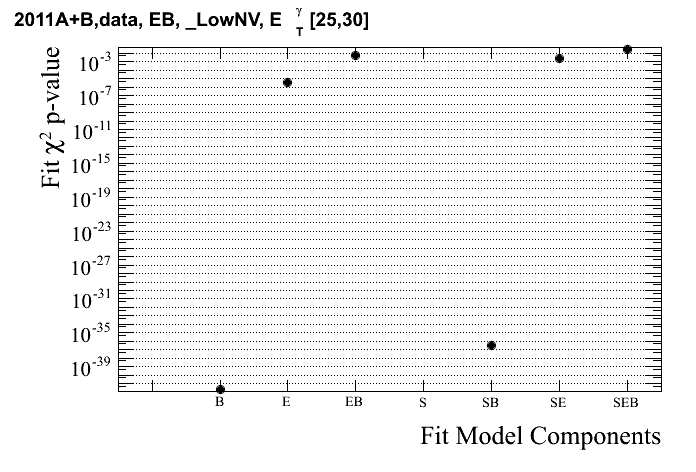 2011A+B,data, EB, _LowNV, E^γ_T [25,30]
Fit χ² p-value
10⁻³
10⁻⁷
10⁻¹¹
10⁻¹⁵
10⁻¹⁹
10⁻²³
10⁻²⁷
10⁻³¹
10⁻³⁵
10⁻³⁹
B E EB S SB SE SEB
Fit Model Components